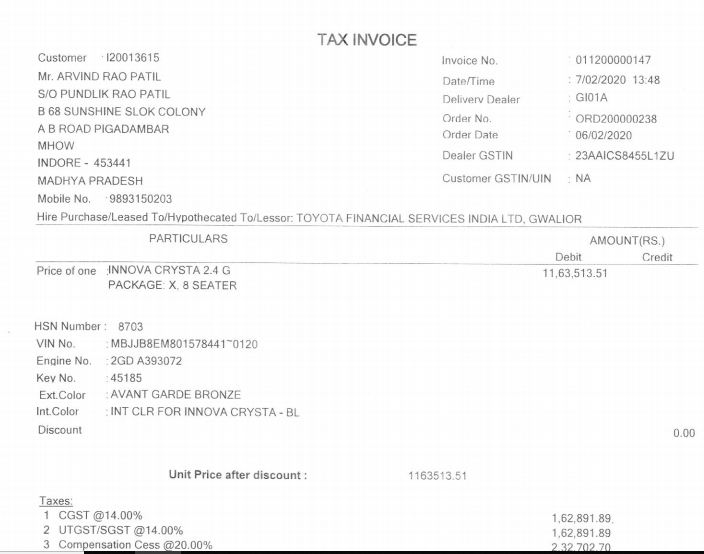 TAX INVOICE
Customer : I20013615
Mr. ARVIND RAO PATIL
S/O PUNDLIK RAO PATIL
B 68 SUNSHINE SLOK COLONY
A B ROAD PIGADAMBAR
MHOW
INDORE - 453441
MADHYA PRADESH
Mobile No. : 9893150203
Invoice No. : 011200000147
Date/Time : 7/02/2020 13:48
Delivery Dealer : GI01A
Order No. : ORD200000238
Order Date : 06/02/2020
Dealer GSTIN : 23AAICS8455L1ZU
Customer GSTIN/UIN : NA
Hire Purchase/Leased To/Hypothecated To/Lessor: TOYOTA FINANCIAL SERVICES INDIA LTD, GWALIOR
PARTICULARS AMOUNT(RS.)
Debit Credit
Price of one : INNOVA CRYSTA 2.4 G 11,63,513.51
PACKAGE: X, 8 SEATER
HSN Number : 8703
VIN No. : MBJJB8EM801578441~0120
Engine No. : 2GD A393072
Key No. : 45185
Ext.Color : AVANT GARDE BRONZE
Int.Color : INT CLR FOR INNOVA CRYSTA - BL
Discount 0.00
Unit Price after discount : 1163513.51
Taxes:
1 CGST @14.00% 1,62,891.89
2 UTGST/SGST @14.00% 1,62,891.89
3 Compensation Cess @20.00% 2,32,702.70